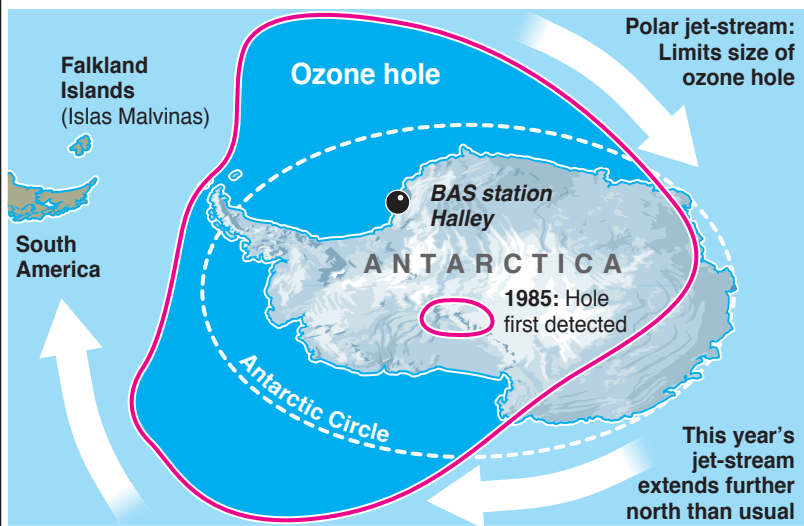 Polar jet-stream:
Limits size of
ozone hole
Ozone hole
Falkland
Islands
(Islas Malvinas)
BAS station
Halley
South
America
ANTARCTICA
1985: Hole
first detected
Antarctic Circle
This year's
jet-stream
extends further
north than usual